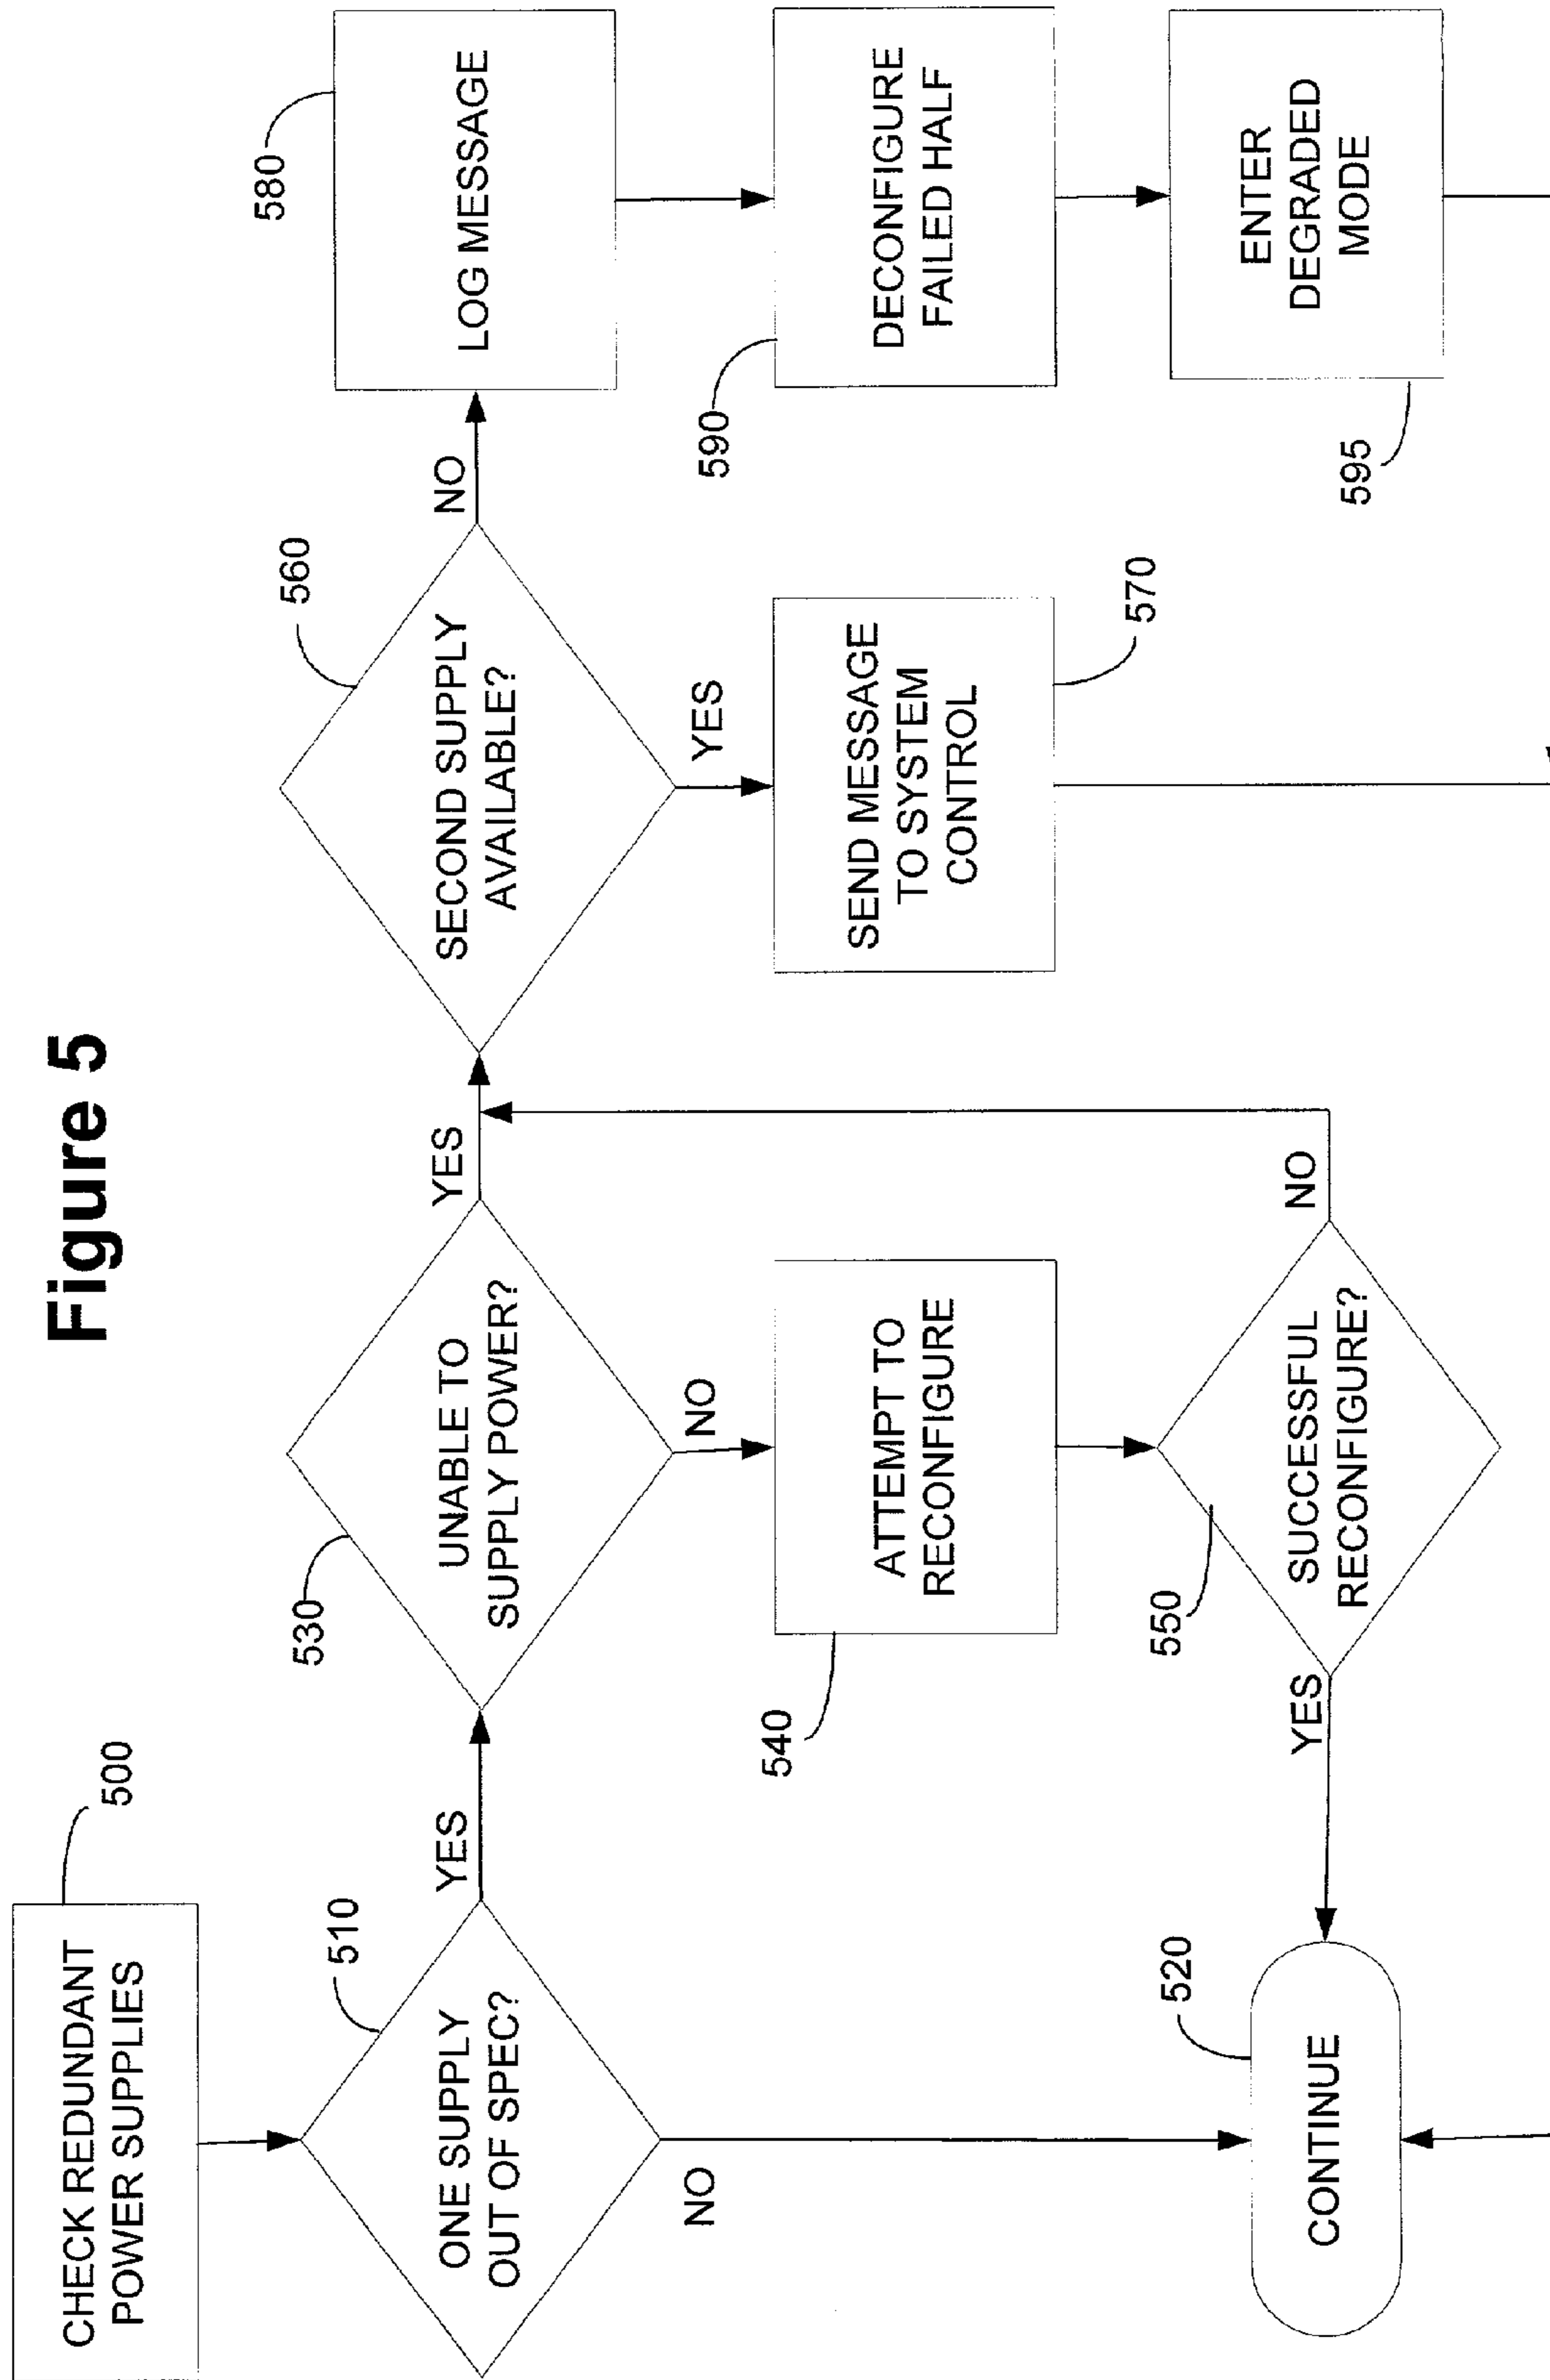 Figure 5
CHECK REDUNDANT
POWER SUPPLIES
500
ONE SUPPLY
OUT OF SPEC?
510
YES
NO
UNABLE TO
SUPPLY POWER?
530
YES
NO
SECOND SUPPLY
AVAILABLE?
560
NO
YES
LOG MESSAGE
580
ATTEMPT TO
RECONFIGURE
540
SEND MESSAGE
TO SYSTEM
CONTROL
570
DECONFIGURE
FAILED HALF
590
CONTINUE
520
YES
SUCCESSFUL
RECONFIGURE?
550
NO
ENTER
DEGRADED
MODE
595